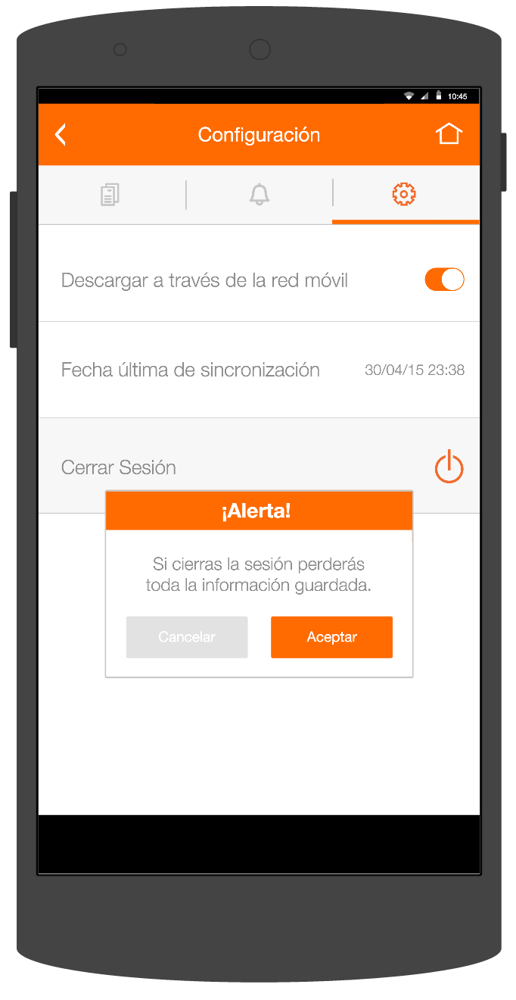 10:45
Configuración
Descargar a través de la red móvil
Fecha última de sincronización 30/04/15 23:38
Cerrar Sesión
¡Alerta!
Si cierras la sesión perderás
toda la información guardada.
Cancelar Aceptar